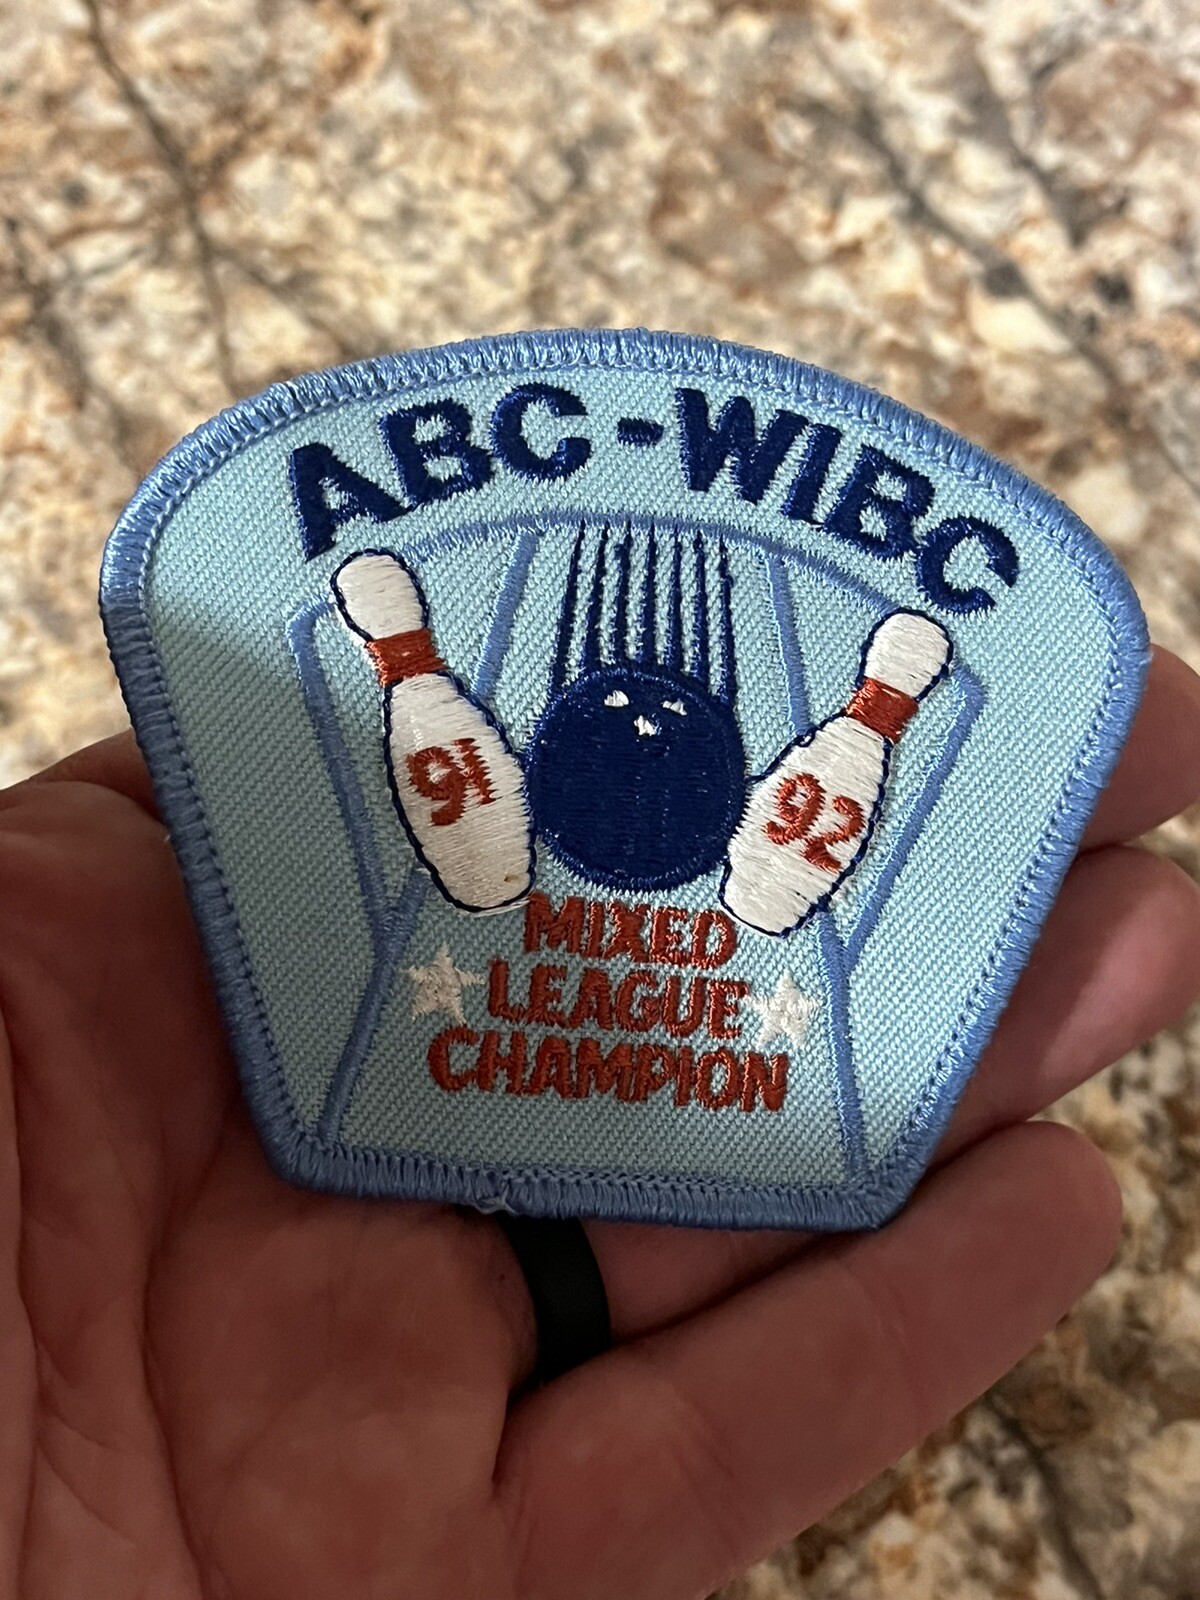 ABC-WIBC
91 92
MIXED
LEAGUE
CHAMPION